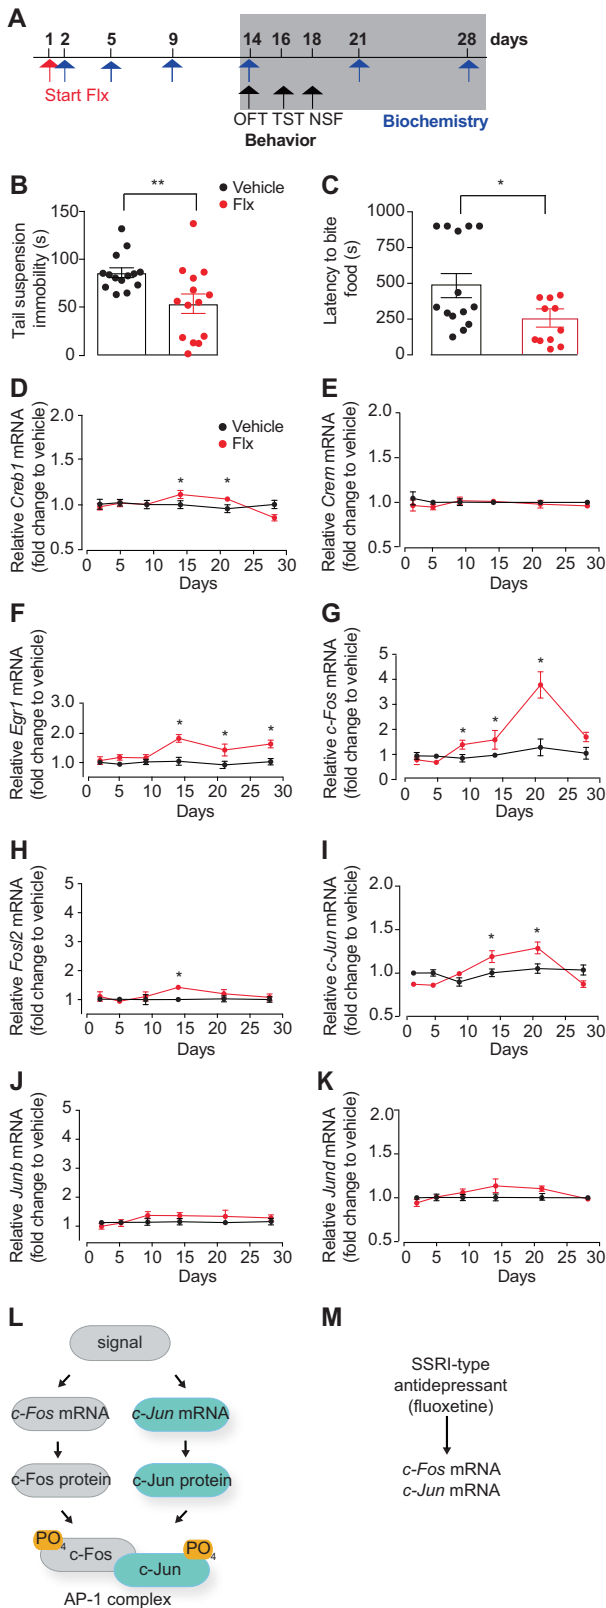 A
1 2 5 9 14 16 18 21 28 days
Start Flx
OFT TST NSF
Behavior
Biochemistry
B
**
Vehicle
Flx
Tail suspension
immobility (s)
150
100
50
0
C
*
Latency to bite
food (s)
1000
750
500
250
0
D
Relative Creb1 mRNA
(fold change to vehicle)
2.0
1.5
1.0
0.5
Vehicle
Flx
* *
0 5 10 15 20 25 30
Days
E
Relative Crem mRNA
(fold change to vehicle)
2.0
1.5
1.0
0.5
0 5 10 15 20 25 30
Days
F
Relative Egr1 mRNA
(fold change to vehicle)
3.0
2.0
1.0
* * *
0 5 10 15 20 25 30
Days
G
Relative c-Fos mRNA
(fold change to vehicle)
5
4
3
2
1
0
* * *
0 5 10 15 20 25 30
Days
H
Relative Fosl2 mRNA
(fold change to vehicle)
5
4
3
2
1
*
0 5 10 15 20 25 30
Days
I
Relative c-Jun mRNA
(fold change to vehicle)
2.0
1.5
1.0
0.5
* *
0 5 10 15 20 25 30
Days
J
Relative Junb mRNA
(fold change to vehicle)
5
4
3
2
1
0 5 10 15 20 25 30
Days
K
Relative Jund mRNA
(fold change to vehicle)
2.0
1.5
1.0
0.5
0 5 10 15 20 25 30
Days
L
signal
c-Fos mRNA c-Jun mRNA
c-Fos protein c-Jun protein
PO4 c-Fos
PO4 c-Jun
AP-1 complex
M
SSRI-type
antidepressant
(fluoxetine)
c-Fos mRNA
c-Jun mRNA